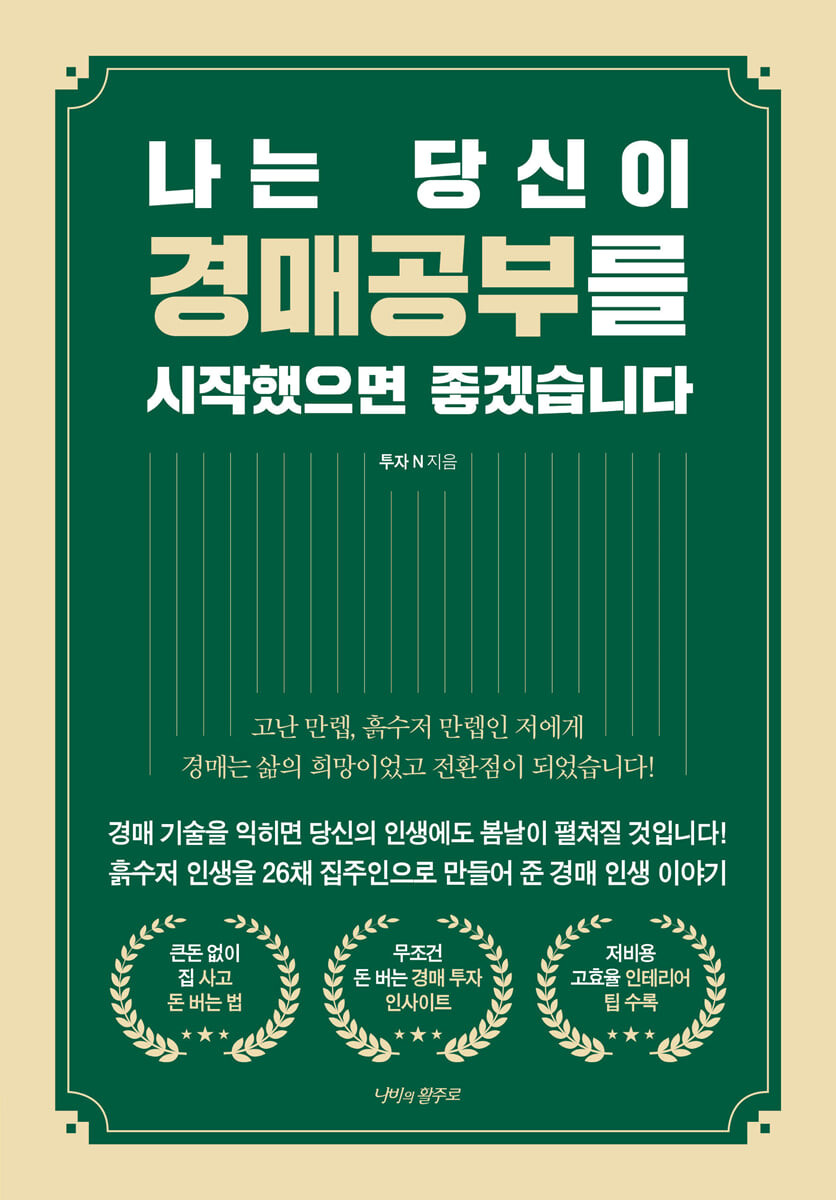 나는 당신이
경매공부를
시작했으면 좋겠습니다
투자 N 지음
고난 만렙, 흙수저 만렙인 저에게
경매는 삶의 희망이었고 전환점이 되었습니다!
경매 기술을 익히면 당신의 인생에도 봄날이 펼쳐질 것입니다!
흙수저 인생을 26채 집주인으로 만들어 준 경매 인생 이야기
큰돈 없이
집 사고
돈 버는 법
무조건
돈 버는 경매 투자
인사이트
저비용
고효율 인테리어
팁 수록
나비의 활주로